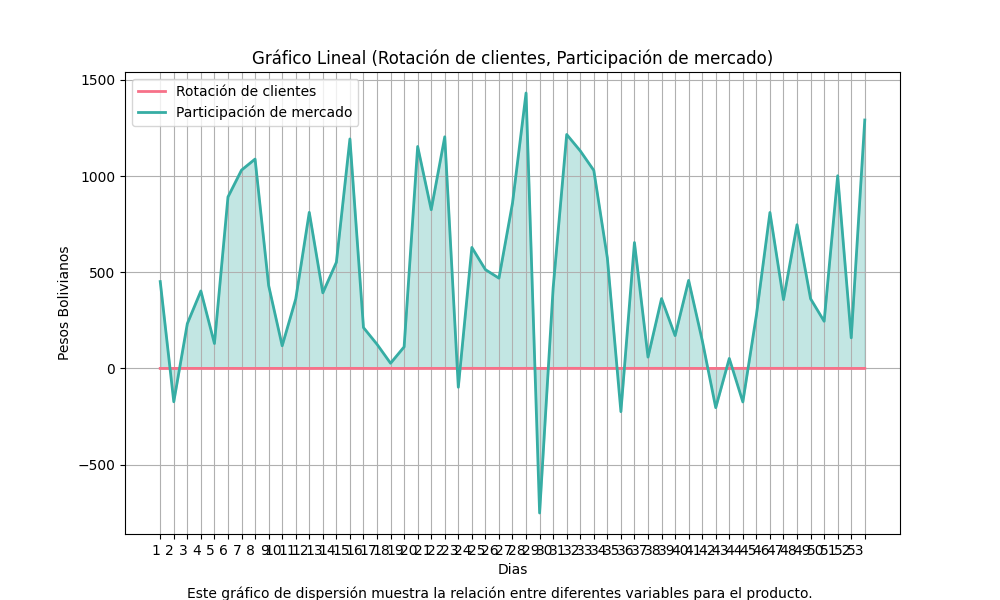 Gráfico Lineal (Rotación de clientes, Participación de mercado)
Rotación de clientes
Participación de mercado
1500
1000
500
0
−500
Pesos Bolivianos
1 2 3 4 5 6 7 8 9 10 11 12 13 14 15 16 17 18 19 20 21 22 23 24 25 26 27 28 29 30 31 32 33 34 35 36 37 38 39 40 41 42 43 44 45 46 47 48 49 50 51 52 53
Dias
Este gráfico de dispersión muestra la relación entre diferentes variables para el producto.